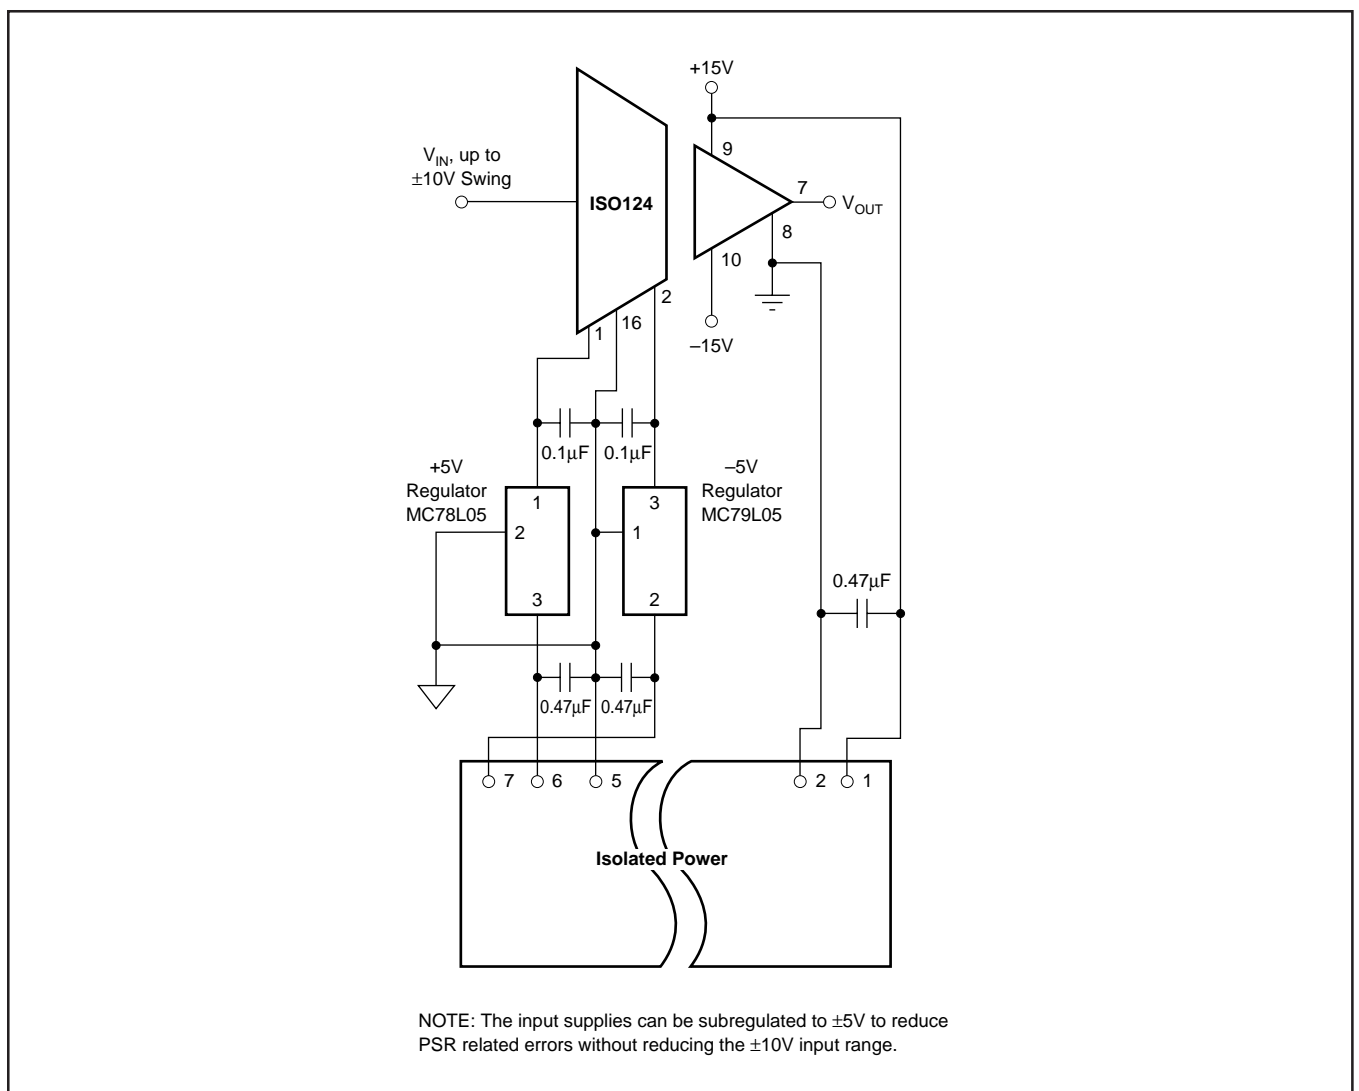 +15V
9
V_IN, up to
±10V Swing
ISO124
7
V_OUT
8
10
2
16
1
–15V
0.1µF
0.1µF
+5V
Regulator
MC78L05
–5V
Regulator
MC79L05
1
3
2
1
3
2
0.47µF
0.47µF
0.47µF
7
6
5
2
1
Isolated Power
NOTE: The input supplies can be subregulated to ±5V to reduce
PSR related errors without reducing the ±10V input range.